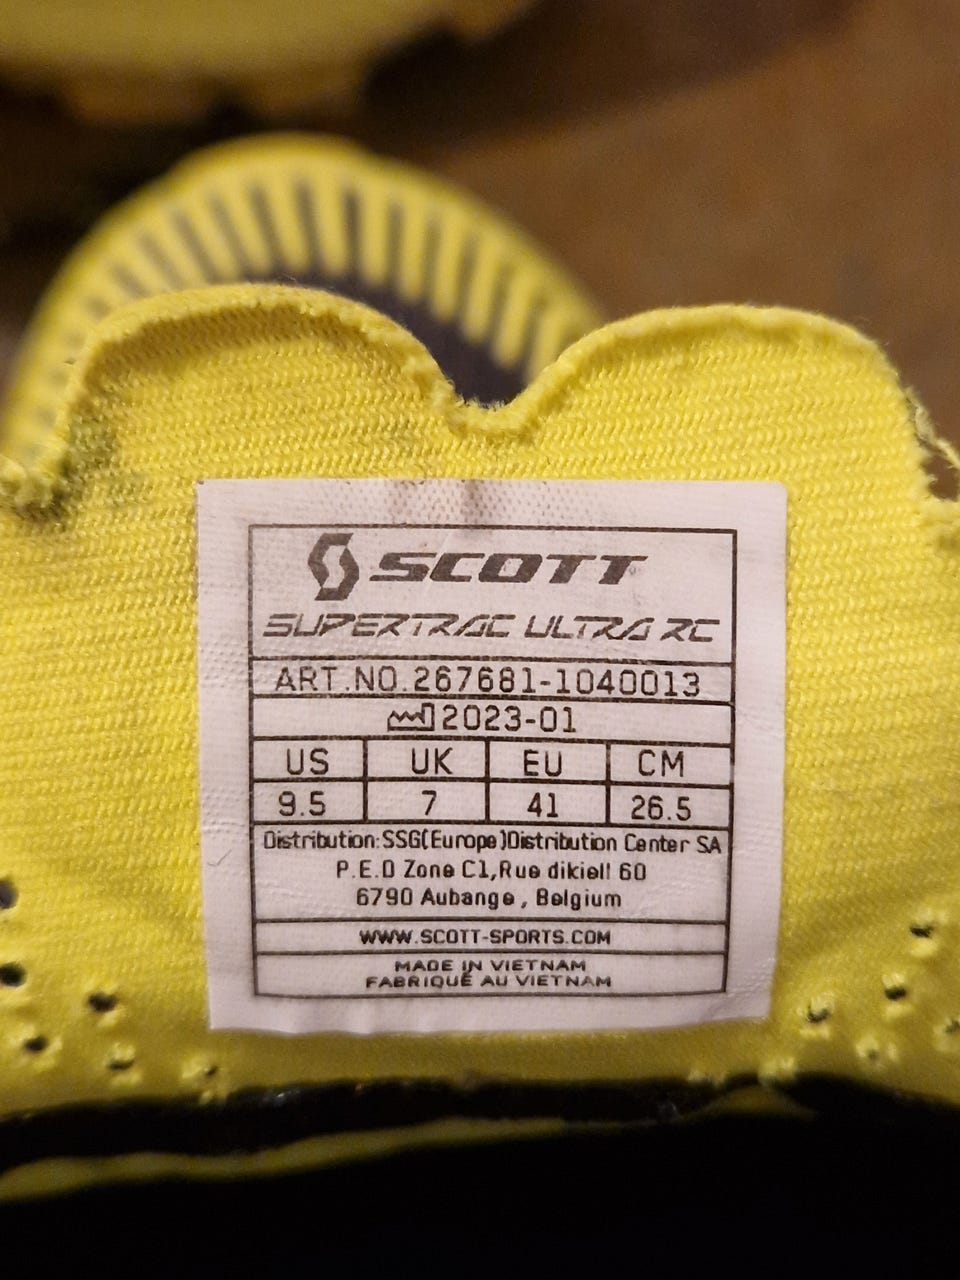 SCOTT
SUPERTRAC ULTRA RC
ART.NO.267681-1040013
2023-01
US UK EU CM
9.5 7 41 26.5
Distribution:SSG(Europe)Distribution Center SA
P.E.D Zone C1,Rue dikiell 60
6790 Aubange, Belgium
WWW.SCOTT-SPORTS.COM
MADE IN VIETNAM
FABRIQUÉ AU VIETNAM